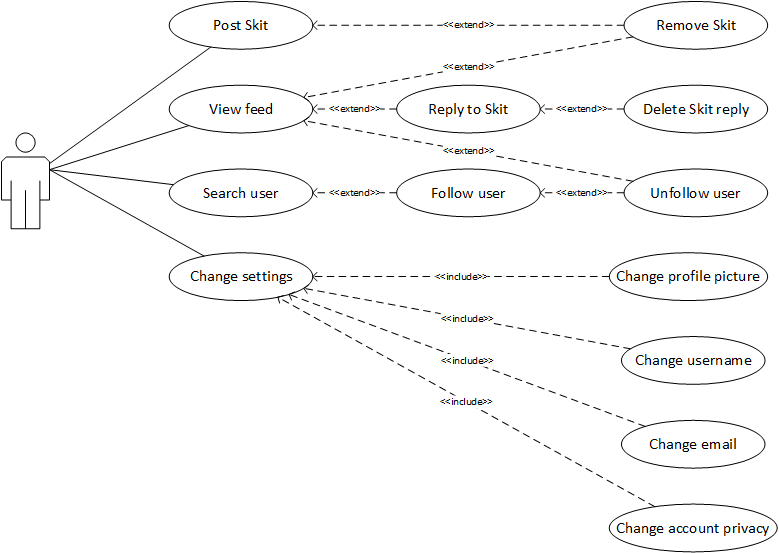 Post Skit
<<extend>>
Remove Skit
<<extend>>
View feed
<<extend>>
Reply to Skit
<<extend>>
Delete Skit reply
<<extend>>
Search user
<<extend>>
Follow user
<<extend>>
Unfollow user
Change settings
<<include>>
Change profile picture
<<include>>
Change username
<<include>>
<<include>>
Change email
Change account privacy